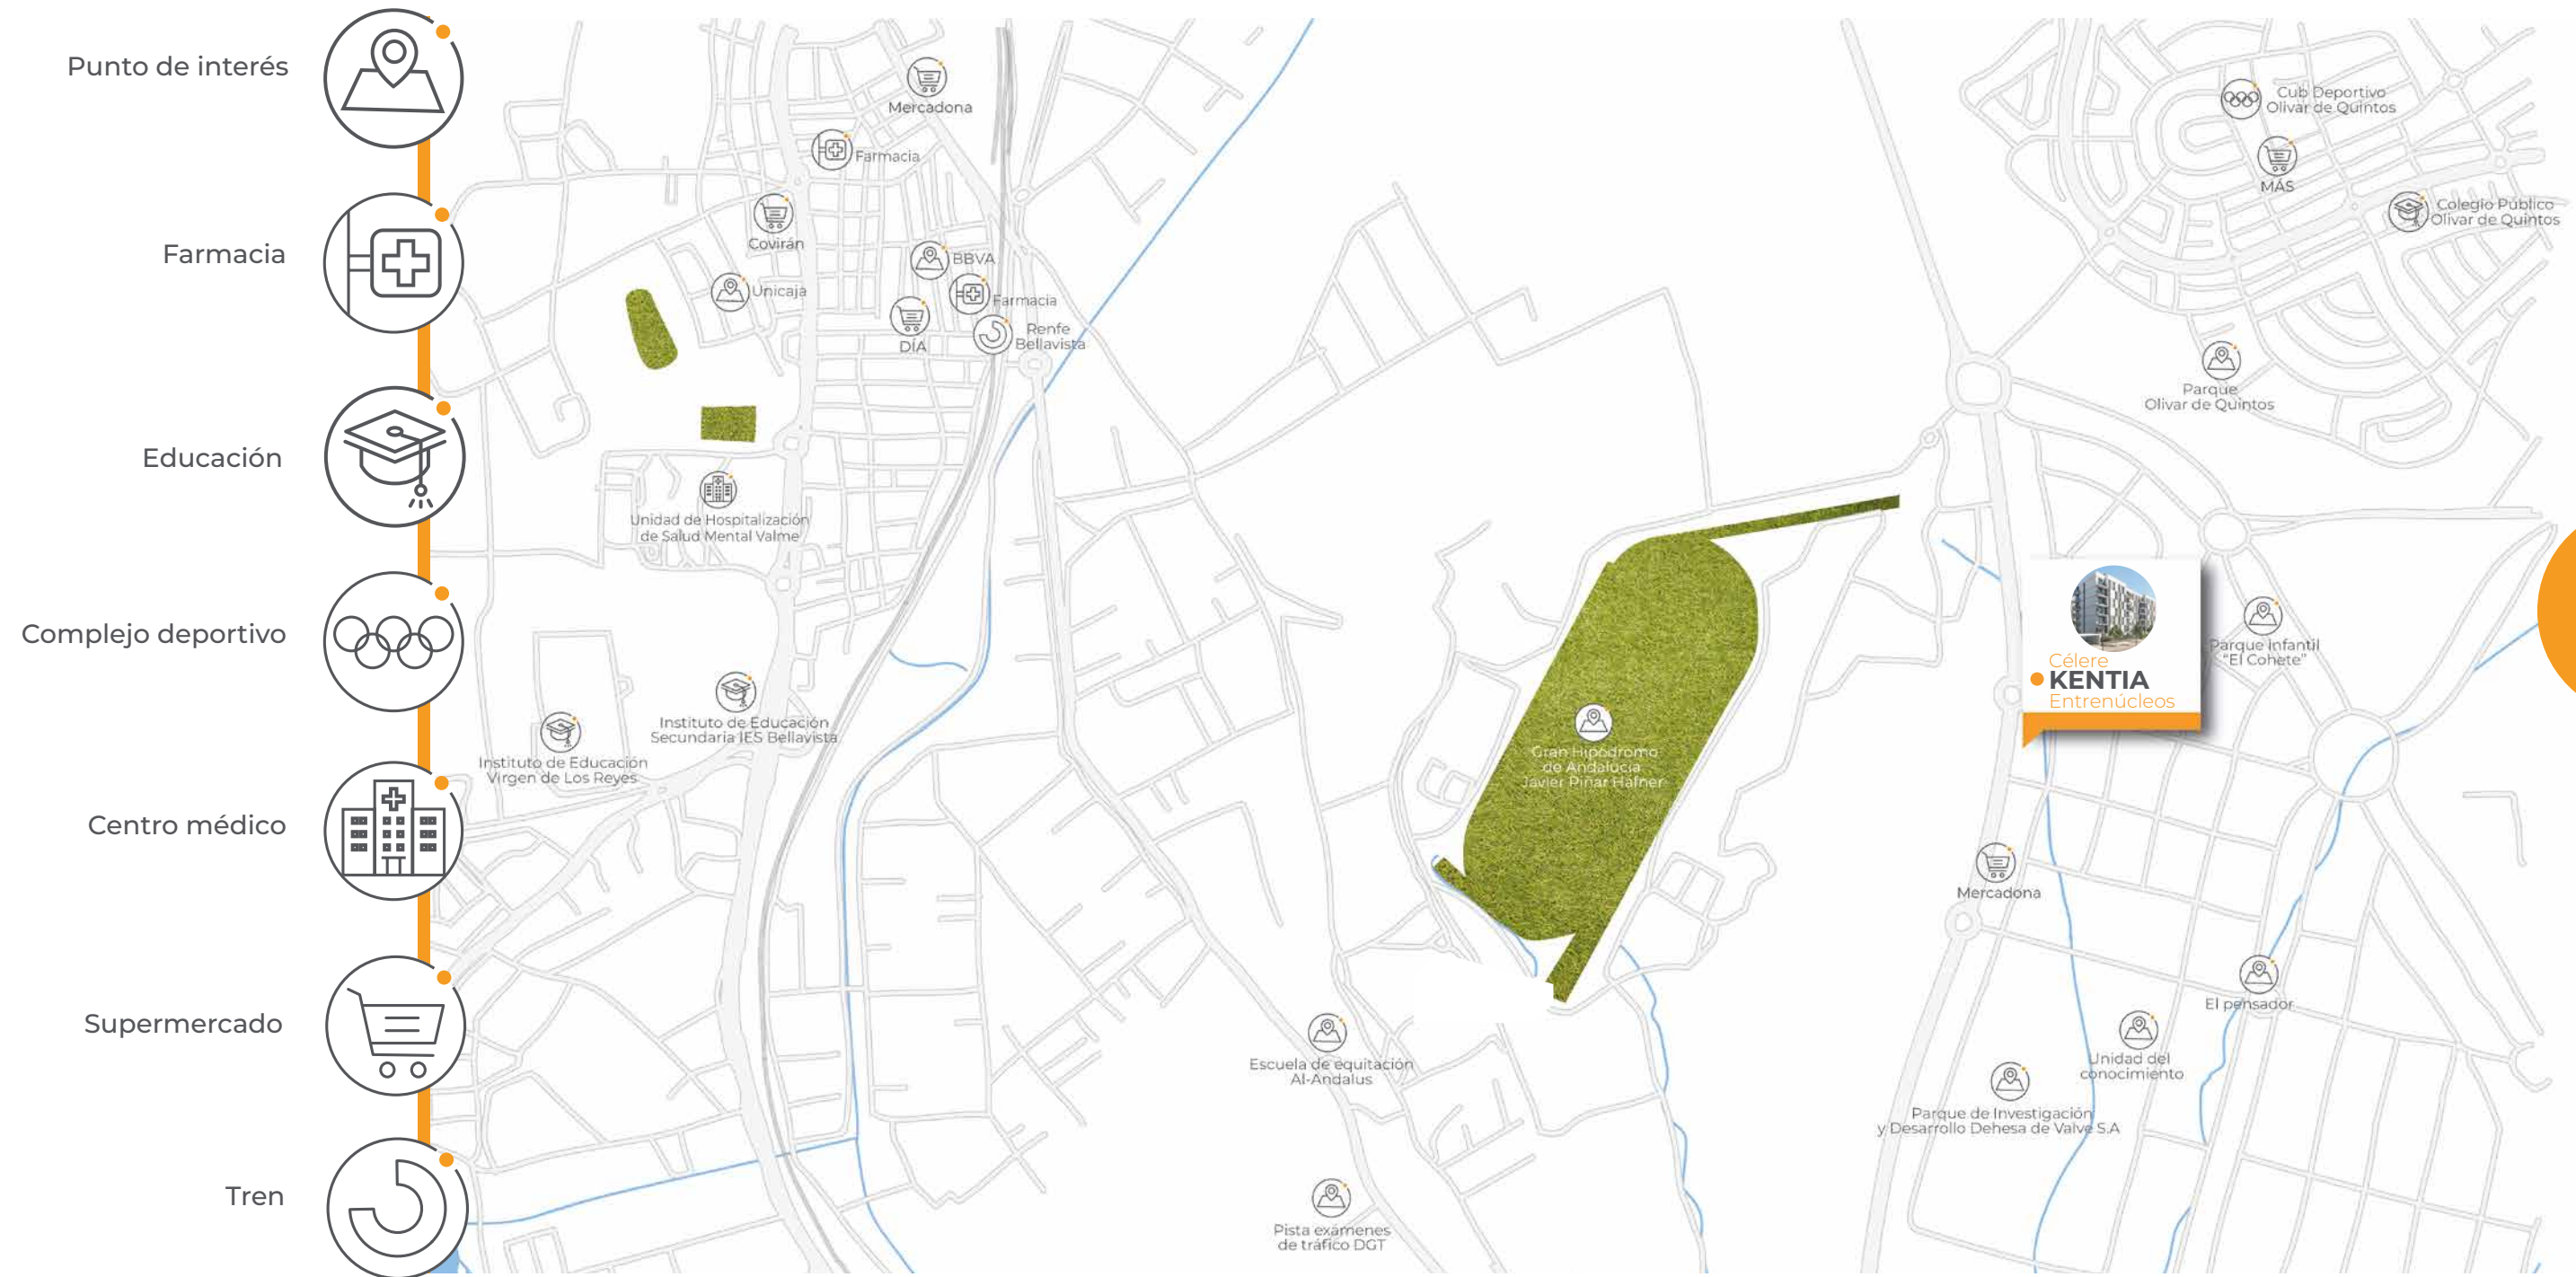 Punto de interés
Farmacia
Educación
Complejo deportivo
Centro médico
Supermercado
Tren
Mercadona
Farmacia
Covirán
BBVA
Unicaja
Farmacia
DÍA
Renfe
Bellavista
Unidad de Hospitalización
de Salud Mental Valme
Instituto de Educación
Secundaria IES Bellavista
Instituto de Educación
Virgen de Los Reyes
Cub Deportivo
Olivar de Quintos
MÁS
Colegio Público
Olivar de Quintos
Parque
Olivar de Quintos
Célere
KENTIA
Entrenúcleos
Parque Infantil
"El Cohete"
Gran Hipódromo
de Andalucía
Javier Piñar Hafner
Mercadona
El pensador
Unidad del
conocimiento
Parque de Investigación
y Desarrollo Dehesa de Valve S.A
Escuela de equitación
Al-Andalus
Pista exámenes
de tráfico DGT